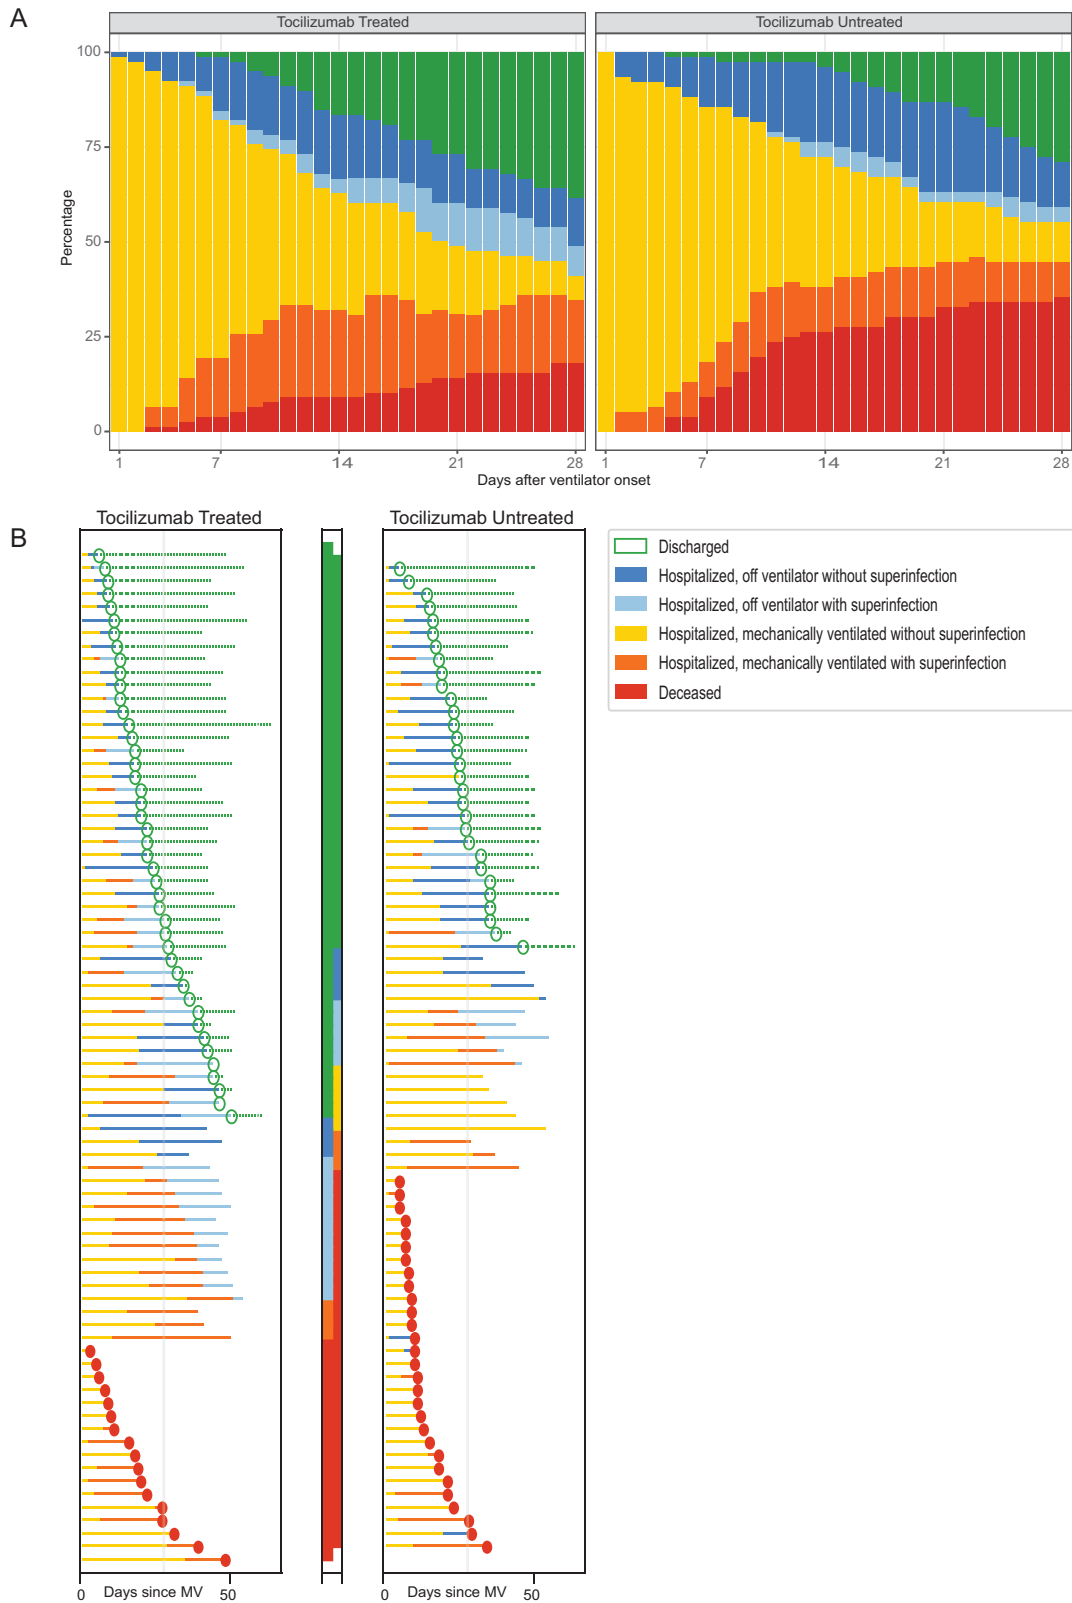 A
Tocilizumab Treated
Tocilizumab Untreated
Percentage
100
75
50
25
0
1 7 14 21 28
1 7 14 21 28
Days after ventilator onset
B
Tocilizumab Treated
Tocilizumab Untreated
Discharged
Hospitalized, off ventilator without superinfection
Hospitalized, off ventilator with superinfection
Hospitalized, mechanically ventilated without superinfection
Hospitalized, mechanically ventilated with superinfection
Deceased
0 Days since MV 50
0 Days since MV 50